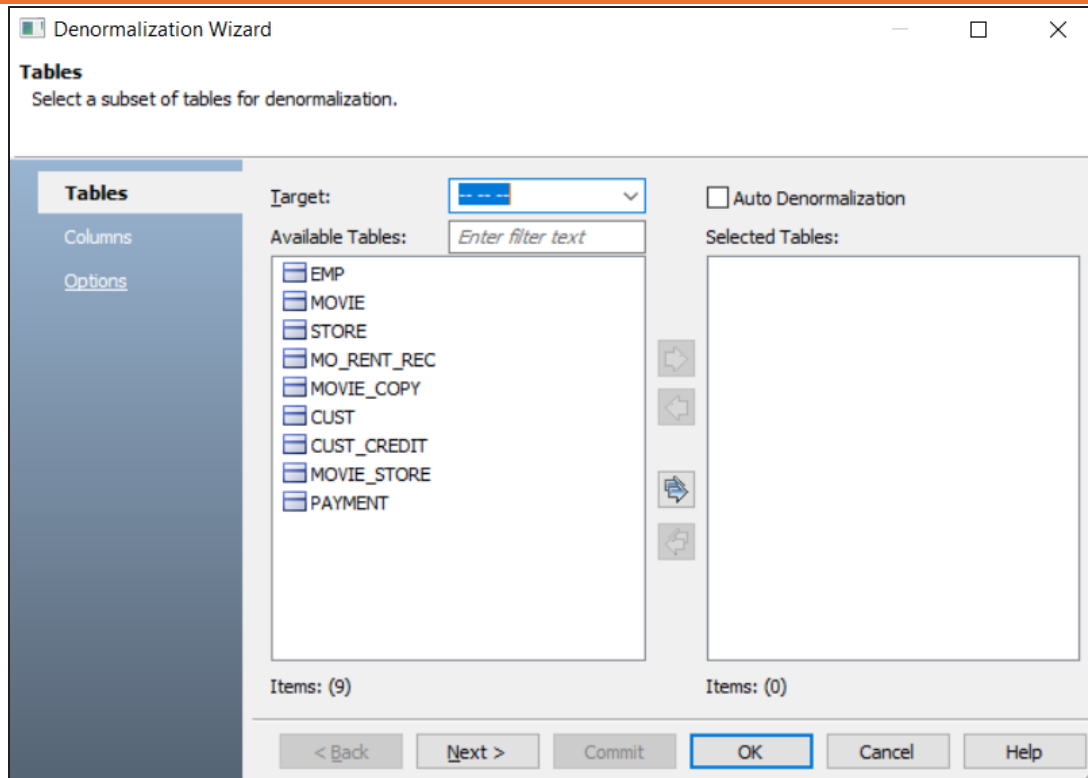 Denormalization Wizard
Tables
Select a subset of tables for denormalization.
Tables
Columns
Options
Target:
-- -- --
Auto Denormalization
Available Tables:
Enter filter text
Selected Tables:
EMP
MOVIE
STORE
MO_RENT_REC
MOVIE_COPY
CUST
CUST_CREDIT
MOVIE_STORE
PAYMENT
Items: (9)
Items: (0)
< Back
Next >
Commit
OK
Cancel
Help